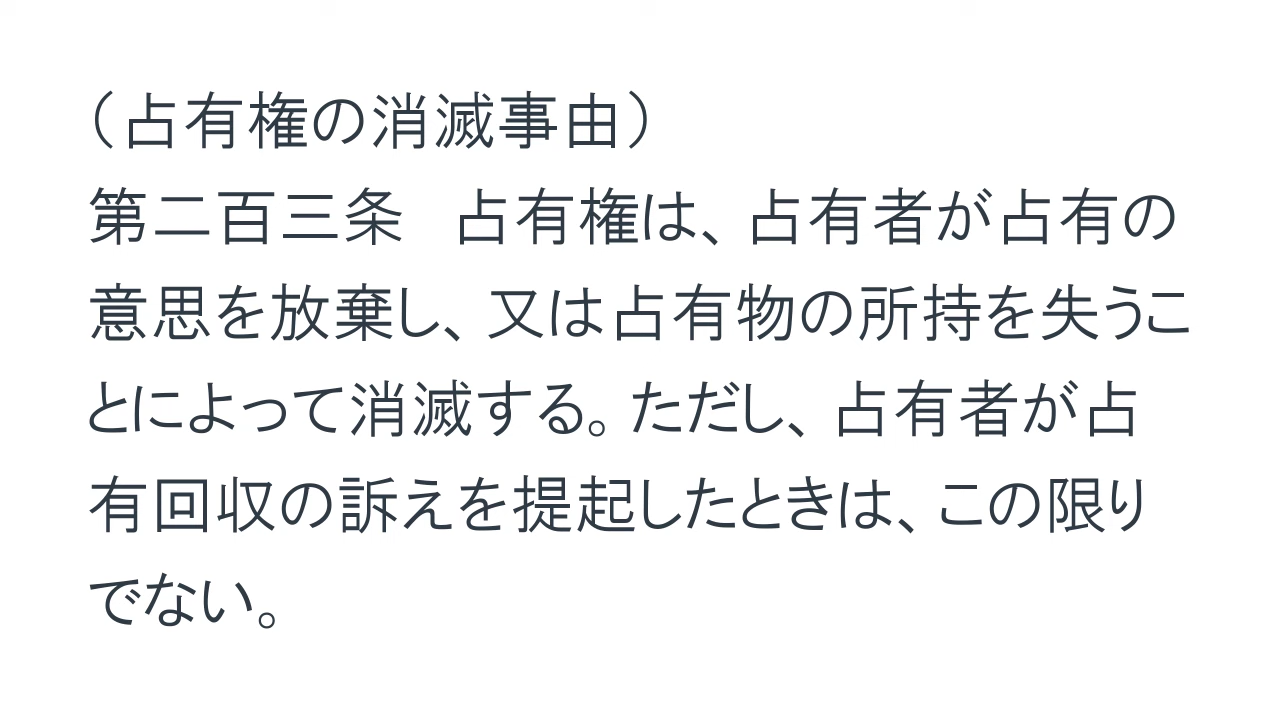 （占有権の消滅事由）
第二百三条　占有権は、占有者が占有の
意思を放棄し、又は占有物の所持を失うこ
とによって消滅する。ただし、占有者が占
有回収の訴えを提起したときは、この限り
でない。